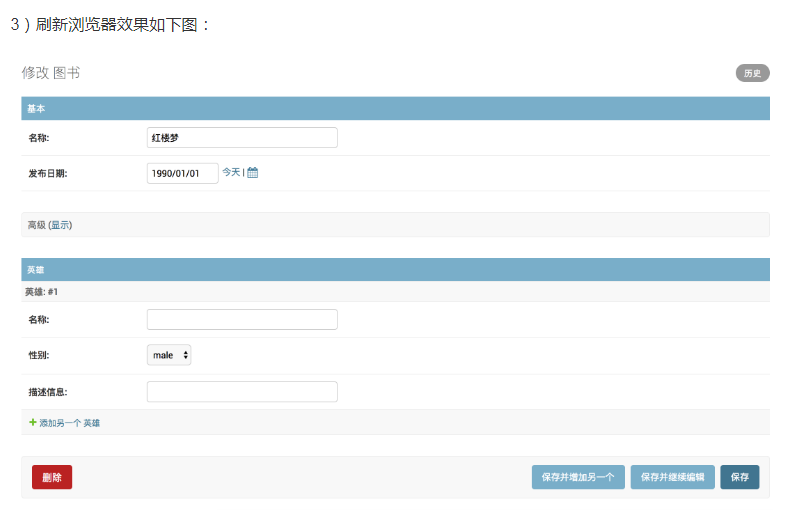 3）刷新浏览器效果如下图：
修改 图书
历史
基本
名称: 红楼梦
发布日期: 1990/01/01 今天 |
高级 (显示)
英雄
英雄: #1
名称:
性别: male
描述信息:
添加另一个 英雄
删除 保存并增加另一个 保存并继续编辑 保存